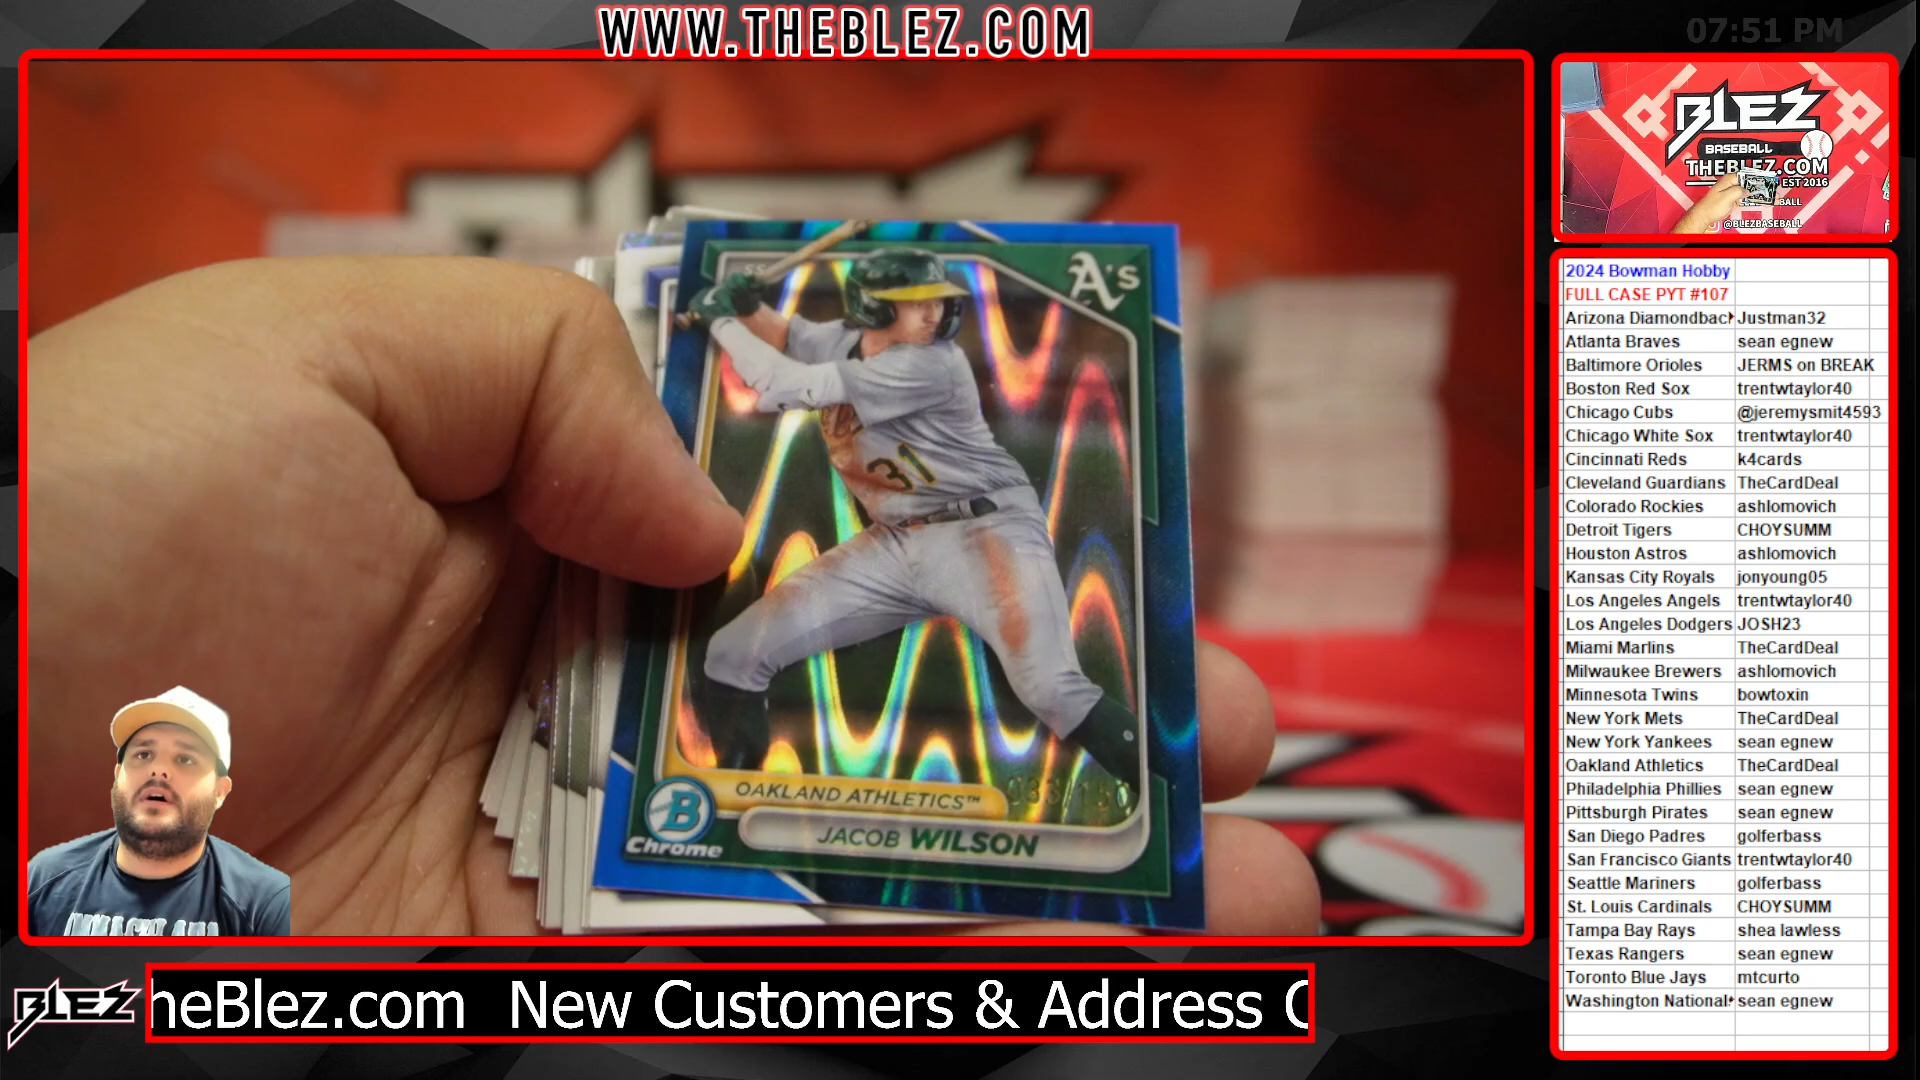 WWW.THEBLEZ.COM
07:51 PM
SS
A's
31
OAKLAND ATHLETICS™
JACOB WILSON
B
Chrome
BLEZ
BASEBALL
THEBLEZ.COM
EST 2016
BALL
@BLEZBASEBALL
2024 Bowman Hobby
FULL CASE PYT #107
Arizona Diamondback Justman32
Atlanta Braves sean egnew
Baltimore Orioles JERMS on BREAK
Boston Red Sox trentwtaylor40
Chicago Cubs @jeremysmit4593
Chicago White Sox trentwtaylor40
Cincinnati Reds k4cards
Cleveland Guardians TheCardDeal
Colorado Rockies ashlomovich
Detroit Tigers CHOYSUMM
Houston Astros ashlomovich
Kansas City Royals jonyoung05
Los Angeles Angels trentwtaylor40
Los Angeles Dodgers JOSH23
Miami Marlins TheCardDeal
Milwaukee Brewers ashlomovich
Minnesota Twins bowtoxin
New York Mets TheCardDeal
New York Yankees sean egnew
Oakland Athletics TheCardDeal
Philadelphia Phillies sean egnew
Pittsburgh Pirates sean egnew
San Diego Padres golferbass
San Francisco Giants trentwtaylor40
Seattle Mariners golferbass
St. Louis Cardinals CHOYSUMM
Tampa Bay Rays shea lawless
Texas Rangers sean egnew
Toronto Blue Jays mtcurto
Washington National sean egnew
BLEZ
heBlez.com New Customers & Address C